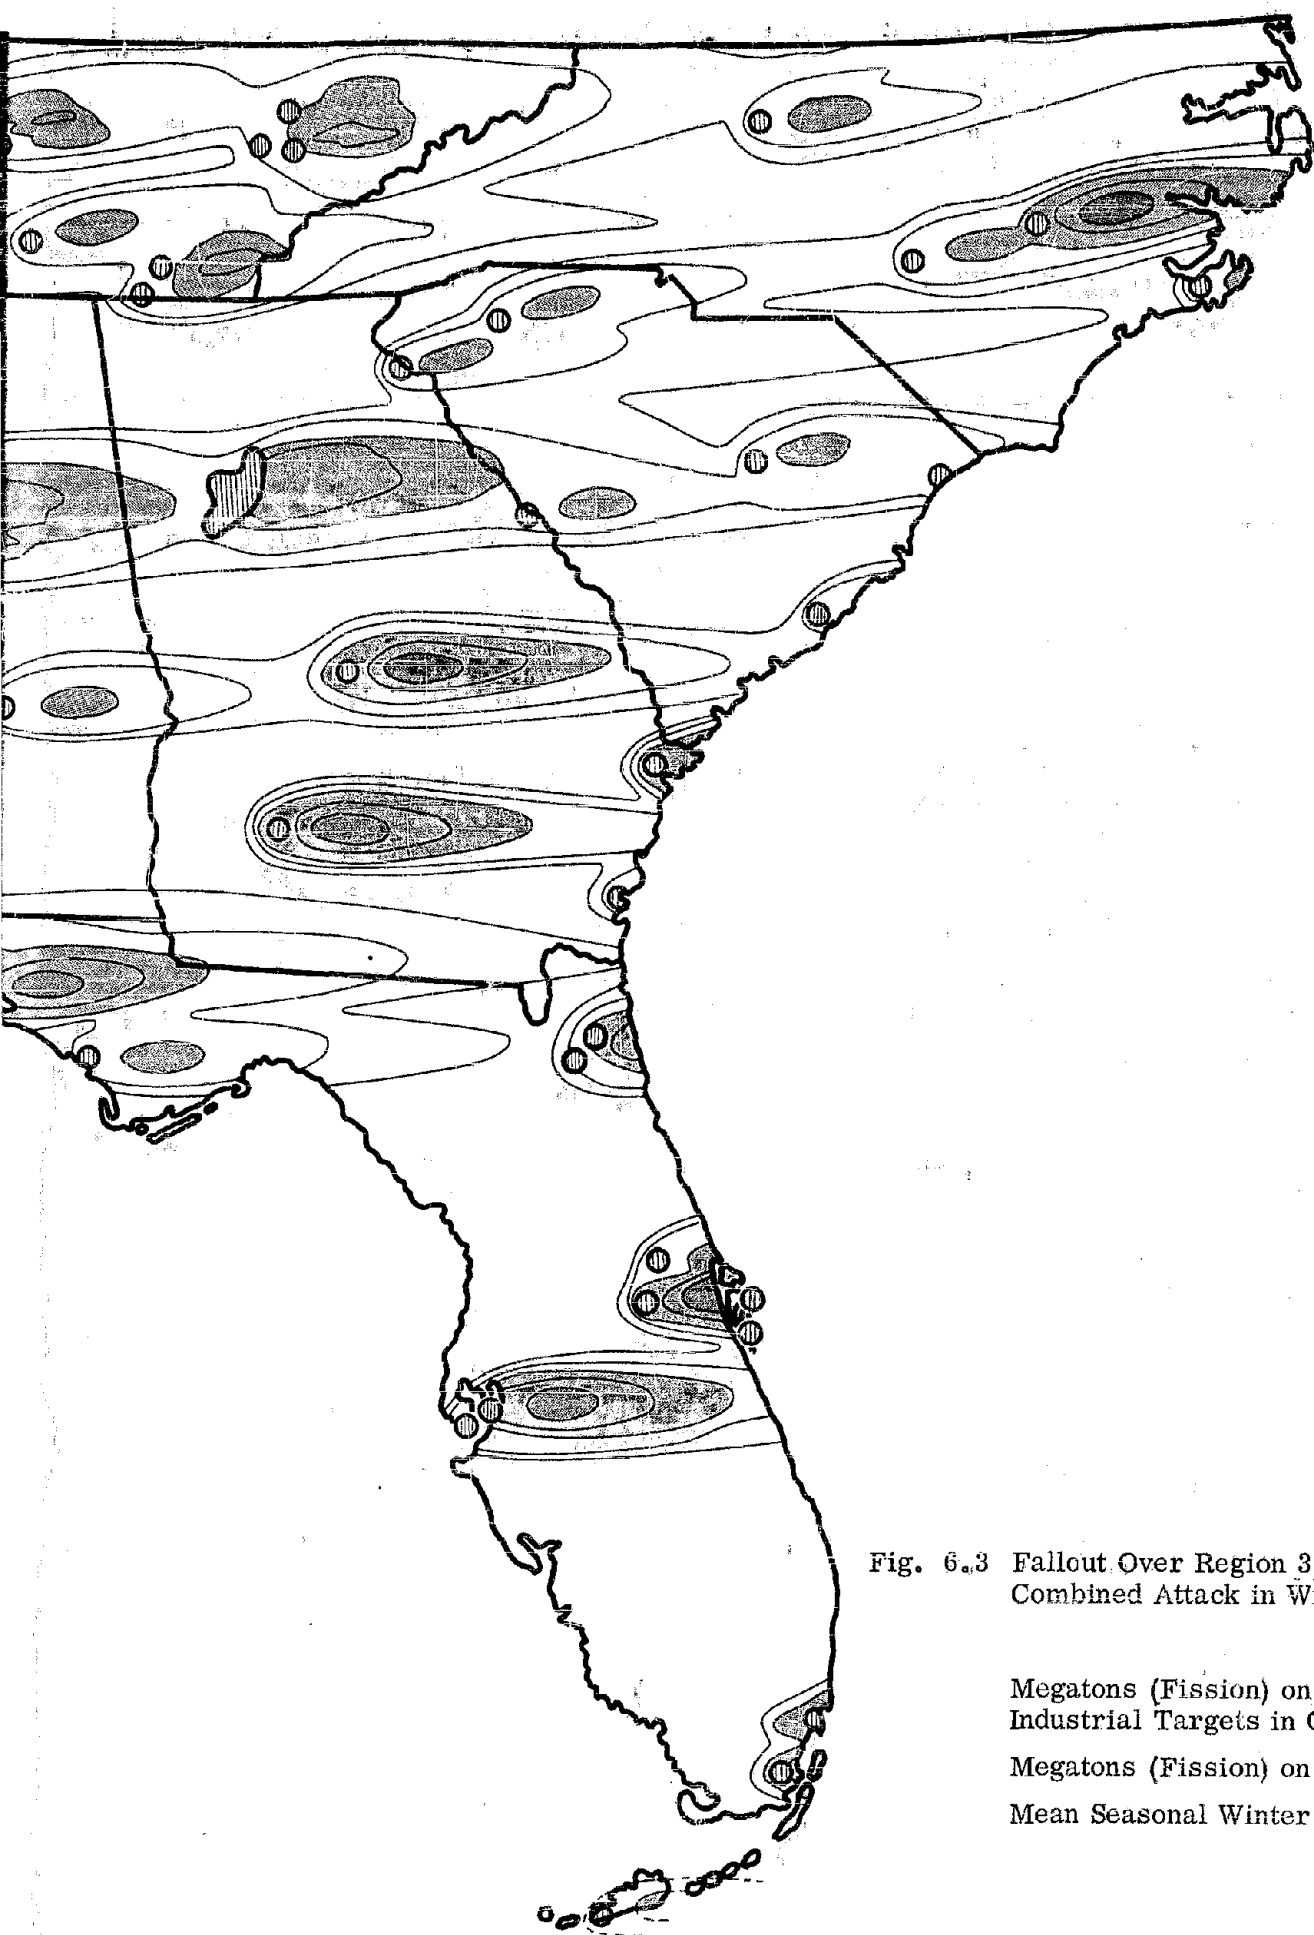 Fig. 6.3 Fallout Over Region 3
Combined Attack in
Megatons (Fission) on
Industrial Targets in
Megatons (Fission) on
Mean Seasonal Winter